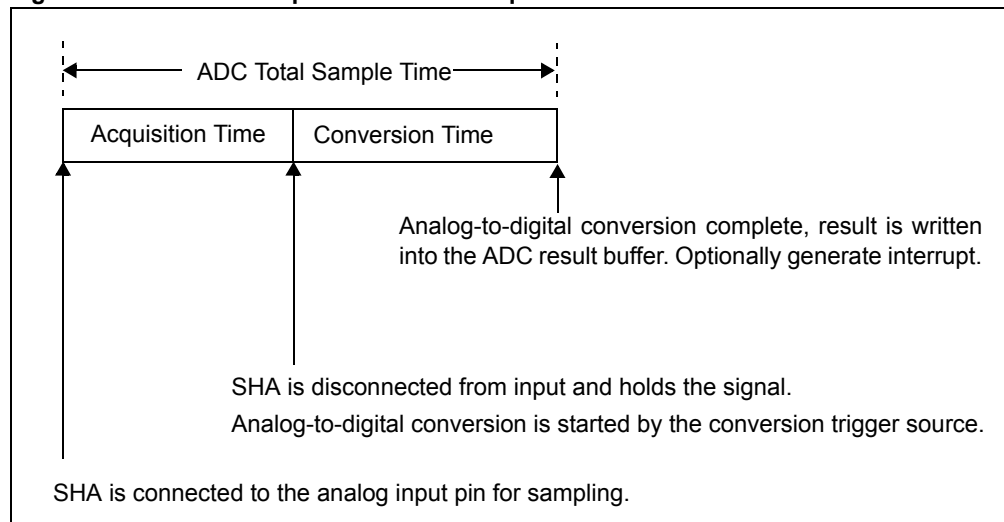 ADC Total Sample Time
Acquisition Time
Conversion Time
Analog-to-digital conversion complete, result is written
into the ADC result buffer. Optionally generate interrupt.
SHA is disconnected from input and holds the signal.
Analog-to-digital conversion is started by the conversion trigger source.
SHA is connected to the analog input pin for sampling.